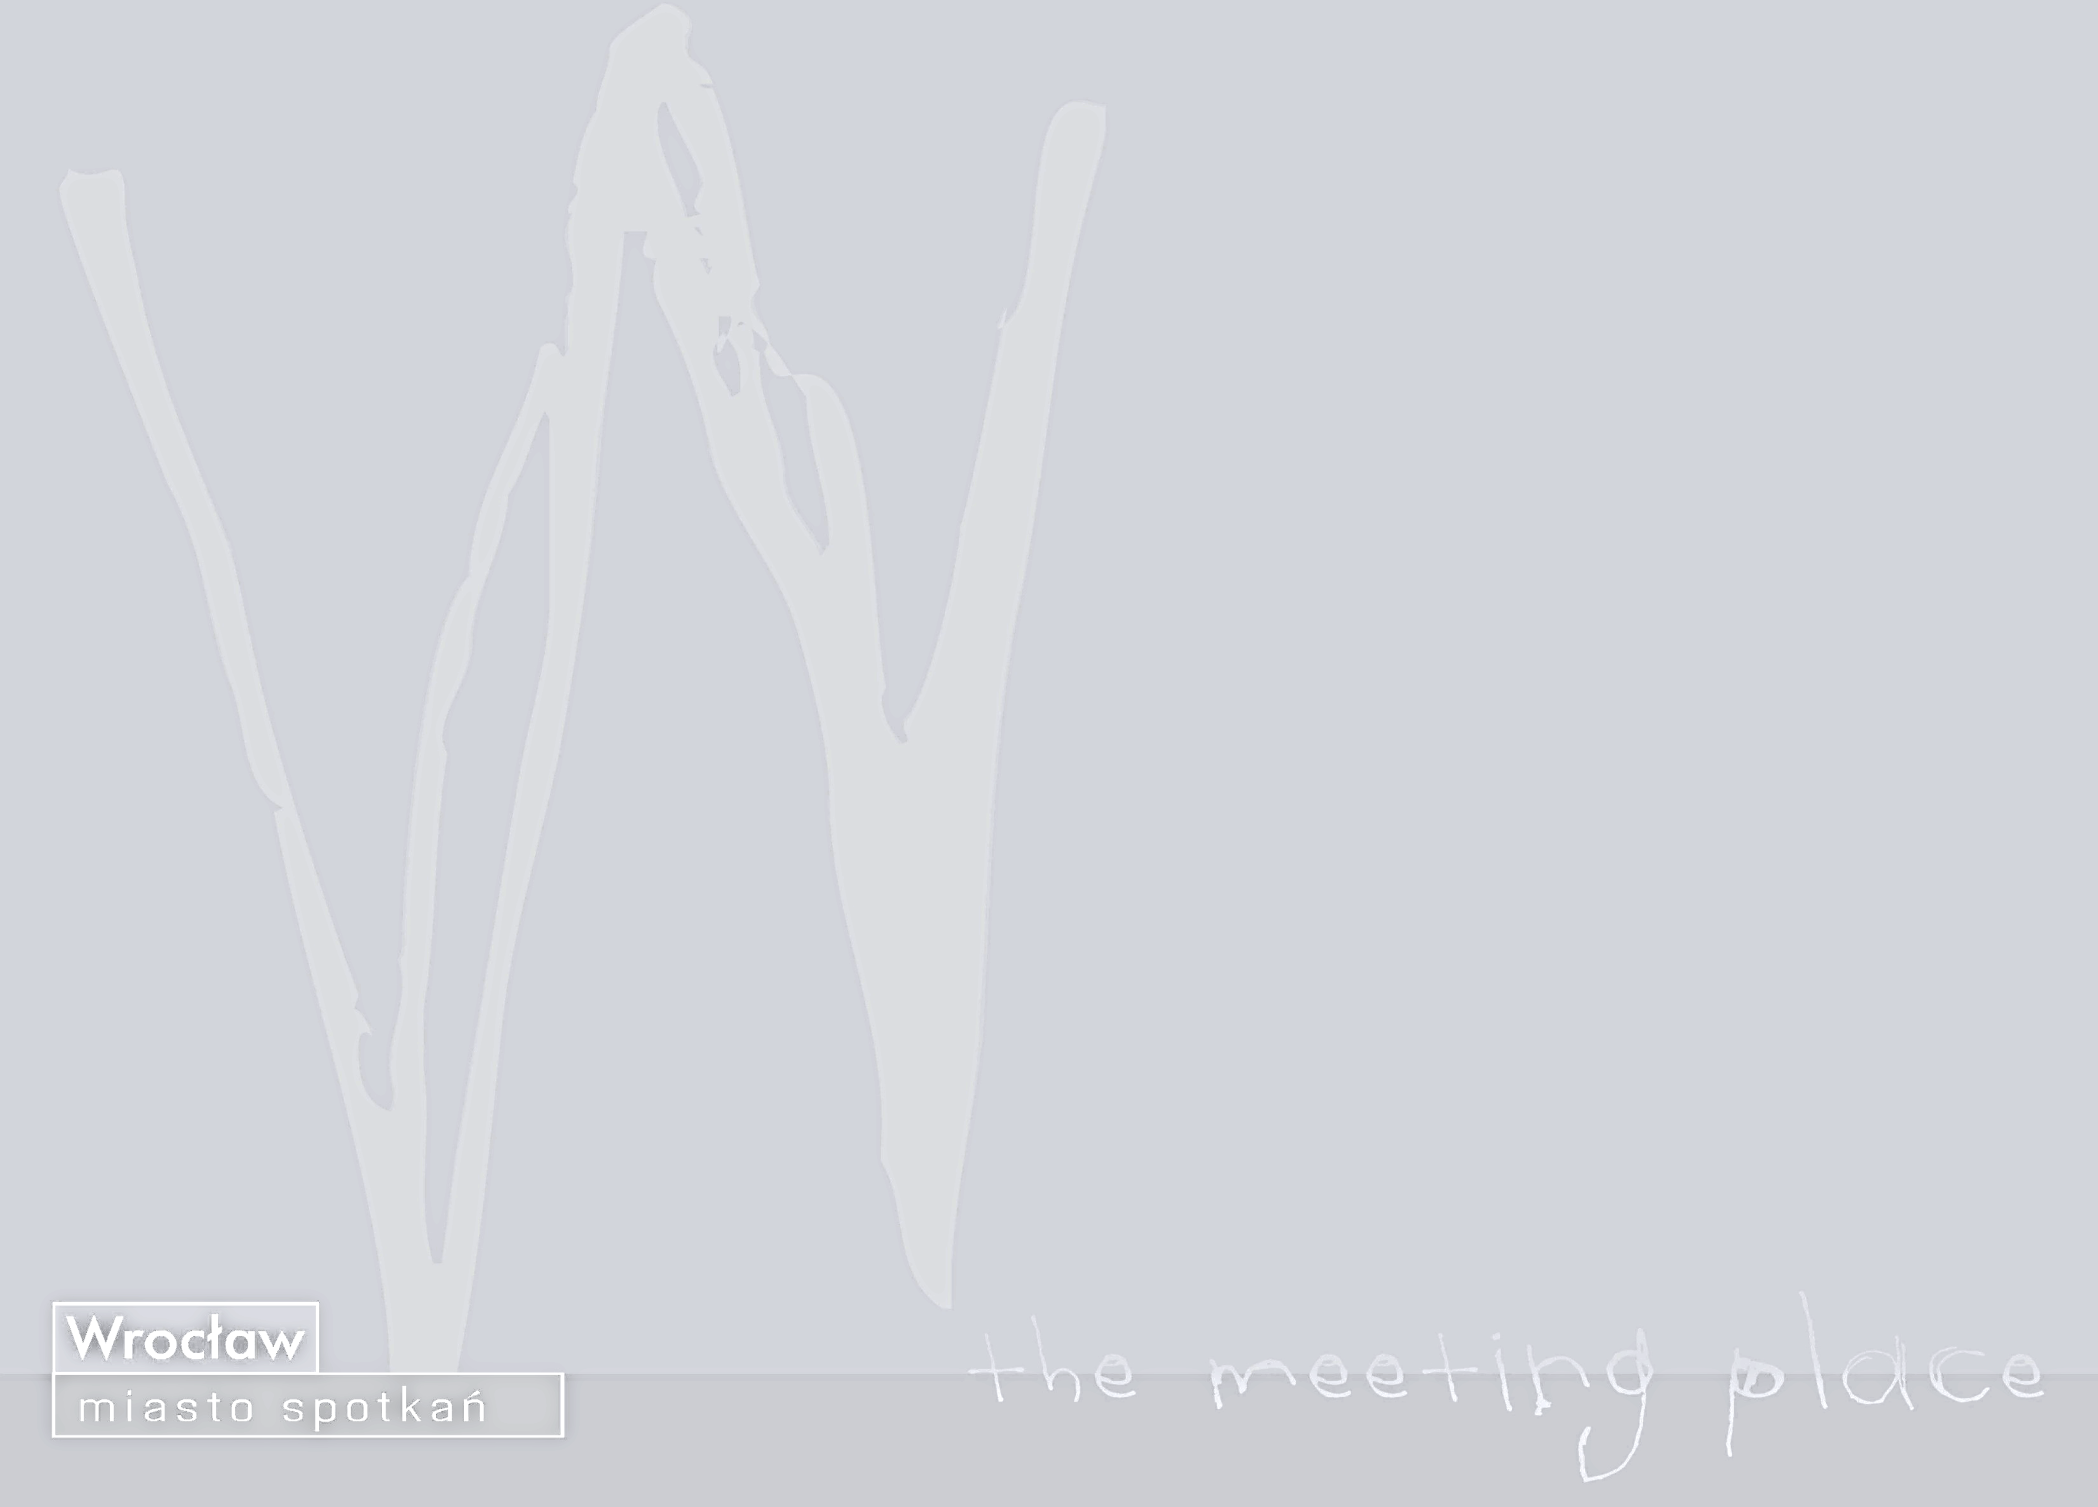 W
Wrocław
miasto spotkań
the meeting place